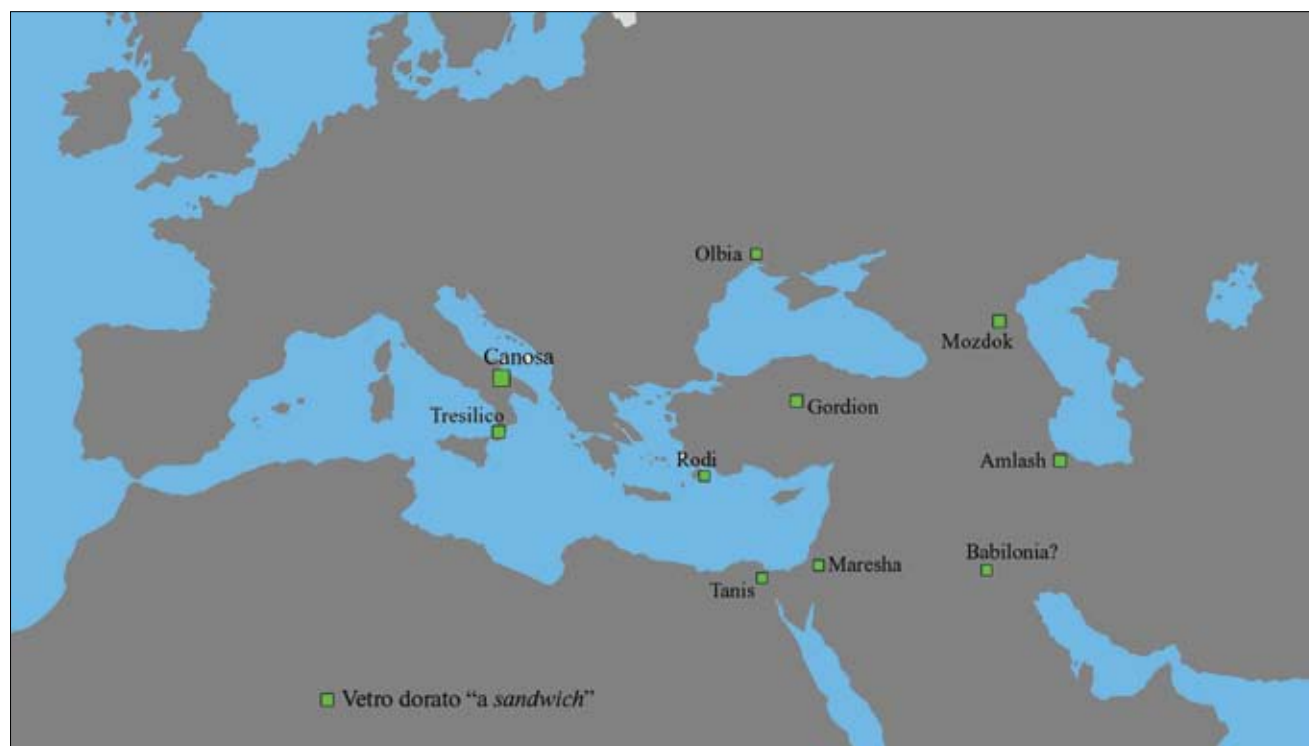 Olbia
Mozdok
Canosa
Gordion
Tresilico
Rodi
Amlash
Babilonia?
Maresha
Tanis
Vetro dorato “a sandwich”